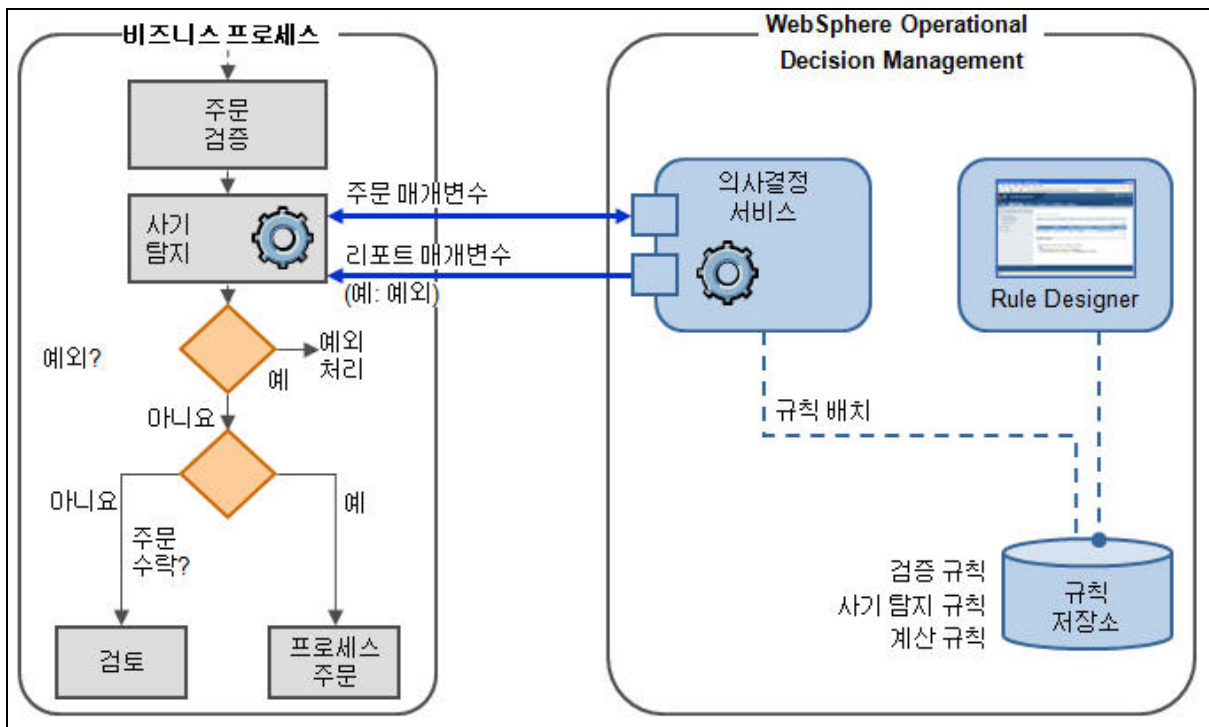 비즈니스 프로세스
주문
검증
사기
탐지
주문 매개변수
리포트 매개변수
(예: 예외)
예외?
예
예외
처리
아니요
아니요
예
주문
수락?
검토
프로세스
주문
WebSphere Operational
Decision Management
의사결정
서비스
Rule Designer
규칙 배치
검증 규칙
사기 탐지 규칙
계산 규칙
규칙
저장소